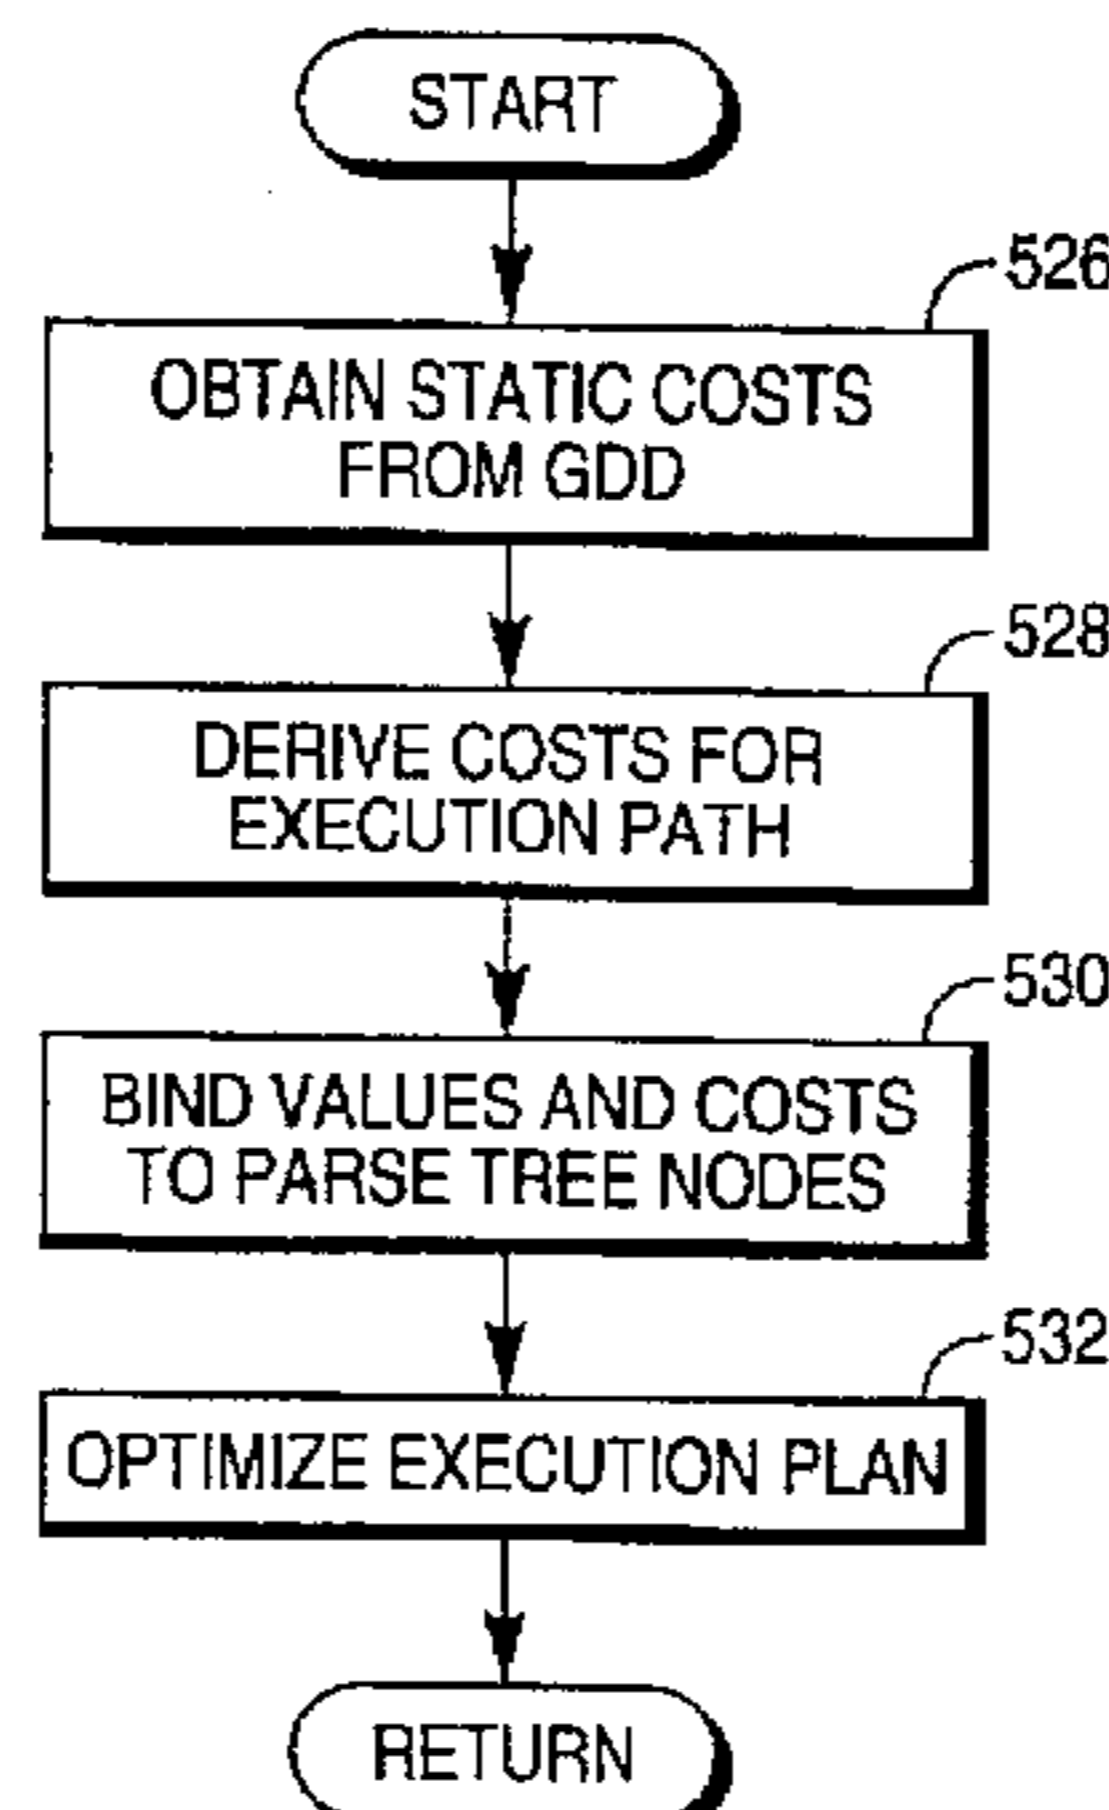 START
526
OBTAIN STATIC COSTS
FROM GDD
528
DERIVE COSTS FOR
EXECUTION PATH
530
BIND VALUES AND COSTS
TO PARSE TREE NODES
532
OPTIMIZE EXECUTION PLAN
RETURN